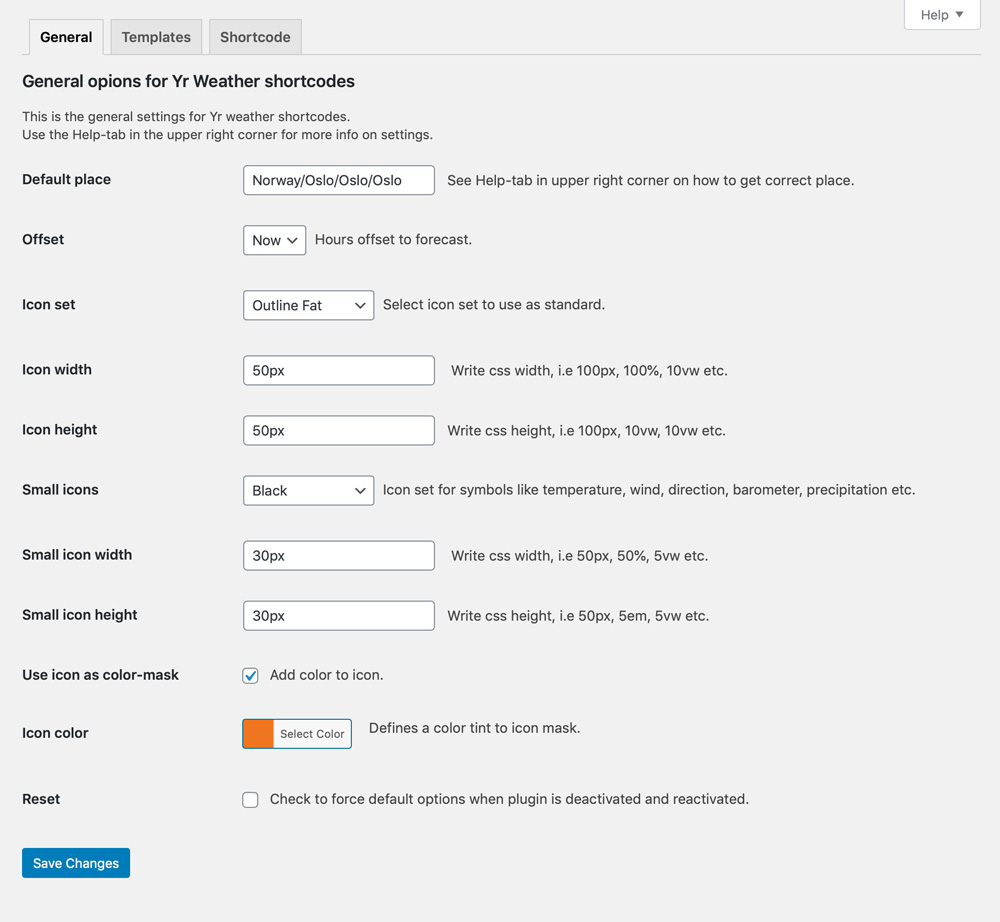 Help
General
Templates
Shortcode
General opions for Yr Weather shortcodes
This is the general settings for Yr weather shortcodes.
Use the Help-tab in the upper right corner for more info on settings.
Default place
Norway/Oslo/Oslo/Oslo
See Help-tab in upper right corner on how to get correct place.
Offset
Now
Hours offset to forecast.
Icon set
Outline Fat
Select icon set to use as standard.
Icon width
50px
Write css width, i.e 100px, 100%, 10vw etc.
Icon height
50px
Write css height, i.e 100px, 10vw, 10vw etc.
Small icons
Black
Icon set for symbols like temperature, wind, direction, barometer, precipitation etc.
Small icon width
30px
Write css width, i.e 50px, 50%, 5vw etc.
Small icon height
30px
Write css height, i.e 50px, 5em, 5vw etc.
Use icon as color-mask
Add color to icon.
Icon color
Select Color
Defines a color tint to icon mask.
Reset
Check to force default options when plugin is deactivated and reactivated.
Save Changes